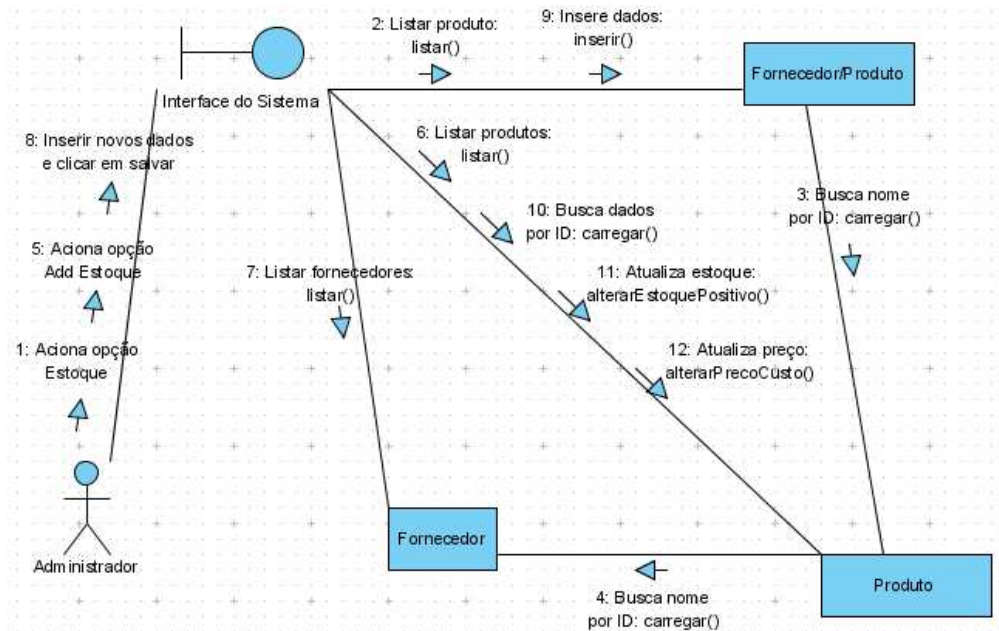 2: Listar produto:
listar()
9: Insere dados:
inserir()
Fornecedor/Produto
Interface do Sistema
8: Inserir novos dados
e clicar em salvar
6: Listar produtos:
listar()
3: Busca nome
por ID: carregar()
10: Busca dados
por ID: carregar()
5: Aciona opção
Add Estoque
7: Listar fornecedores:
listar()
11: Atualiza estoque:
alterarEstoquePositivo()
1: Aciona opção
Estoque
12: Atualiza preço:
alterarPrecoCusto()
Fornecedor
Administrador
Produto
4: Busca nome
por ID: carregar()